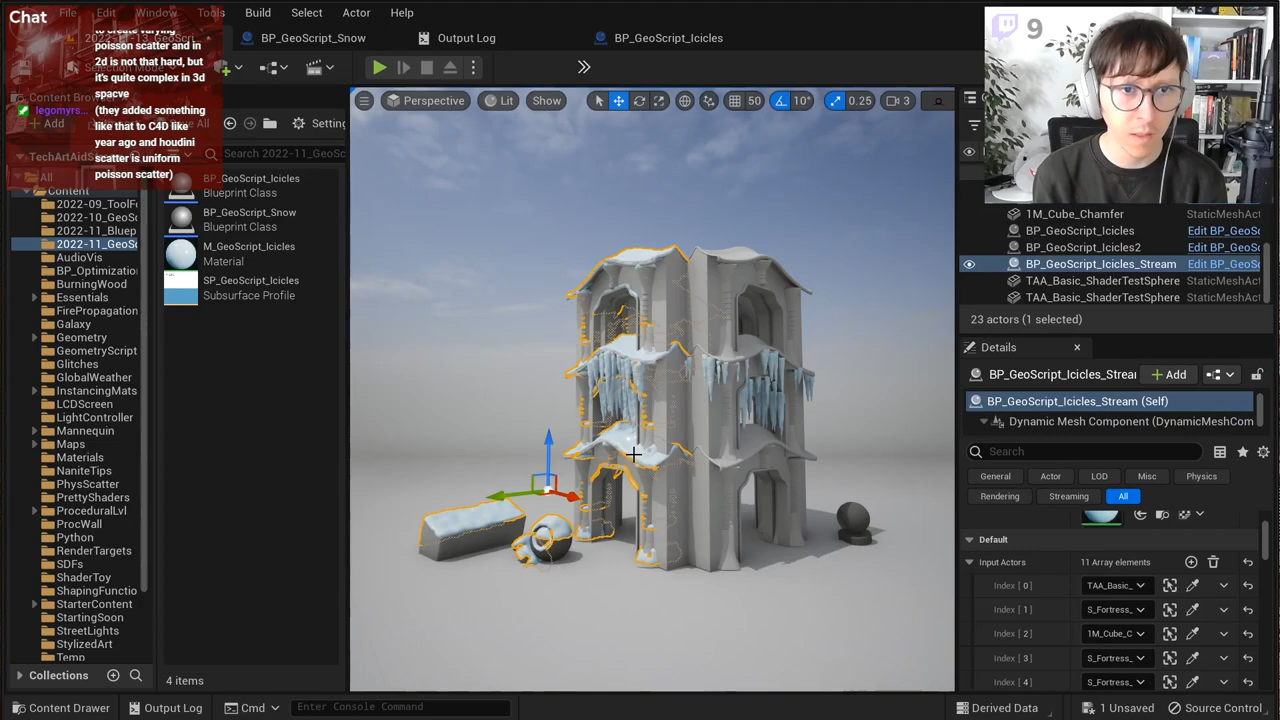 Chat
File
Edit
Window
Tools
Build
Select
Actor
Help
BP_GeoScript_Snow
Output Log
BP_GeoScript_Icicles
to create varying
poisson scatter and in
2d is not that hard, but
it's quite complex in 3d
spacve
legomyrs...
(they added something
like that to C4D like
year ago and houdini
scatter is uniform
poisson scatter)
9
Selection Mode
Content Browser
Add
Settin
TechArtAidS
Search 2022-11_GeoSc
All
Content
2022-09_ToolF
2022-10_GeoSc
2022-11_Bluep
2022-11_GeoSc
AudioVis
BP_Optimizatio
BurningWood
Essentials
FirePropagation
Galaxy
Geometry
GeometryScript
Glitches
GlobalWeather
InstancingMats
LCDScreen
LightController
Mannequin
Maps
Materials
NaniteTips
PhysScatter
PrettyShaders
ProceduralLvl
ProcWall
Python
RenderTargets
SDFs
ShaderToy
ShapingFunctio
StarterContent
StartingSoon
StreetLights
StylizedArt
Temp
Collections
BP_GeoScript_Icicles
Blueprint Class
BP_GeoScript_Snow
Blueprint Class
M_GeoScript_Icicles
Material
SP_GeoScript_Icicles
Subsurface Profile
4 items
Perspective
Lit
Show
50
10°
0.25
3
1M_Cube_Chamfer
StaticMeshAct
BP_GeoScript_Icicles
Edit BP_GeoSc
BP_GeoScript_Icicles2
Edit BP_GeoSc
BP_GeoScript_Icicles_Stream
Edit BP_GeoSc
TAA_Basic_ShaderTestSphere
StaticMeshAct
TAA_Basic_ShaderTestSphere
StaticMeshAct
23 actors (1 selected)
Details
BP_GeoScript_Icicles_Strear
Add
BP_GeoScript_Icicles_Stream (Self)
Dynamic Mesh Component (DynamicMeshCom
Search
General
Actor
LOD
Misc
Physics
Rendering
Streaming
All
Default
Input Actors
11 Array elements
Index [ 0 ]
TAA_Basic_
Index [ 1 ]
S_Fortress_
Index [ 2 ]
1M_Cube_C
Index [ 3 ]
S_Fortress_
Index [ 4 ]
S_Fortress_
Content Drawer
Output Log
Cmd
Enter Console Command
Derived Data
1 Unsaved
Source Control